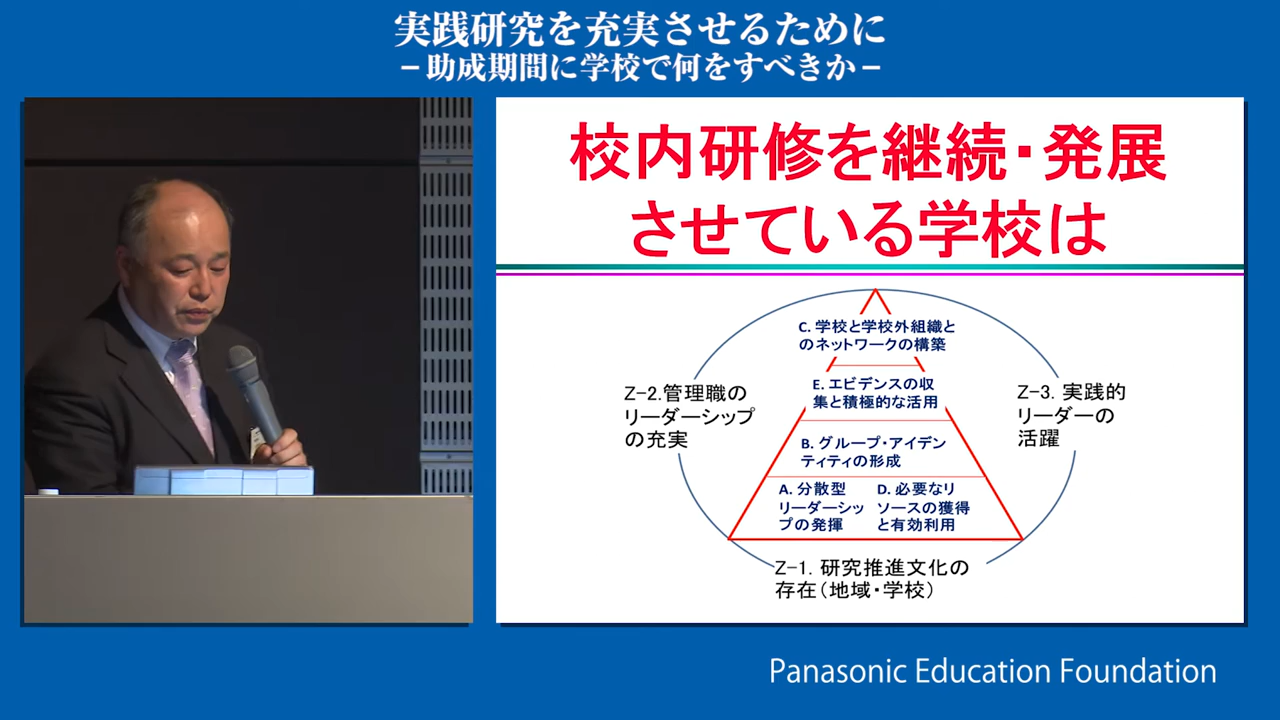 実践研究を充実させるために
－助成期間に学校で何をすべきか－
校内研修を継続・発展
させている学校は
C. 学校と学校外組織と
のネットワークの構築
E. エビデンスの収
集と積極的な活用
Z-2.管理職の
リーダーシップ
の充実
Z-3. 実践的
リーダーの
活躍
B. グループ・アイデン
ティティの形成
A. 分散型
リーダーシッ
プの発揮
D. 必要なリ
ソースの獲得
と有効利用
Z-1. 研究推進文化の
存在（地域・学校）
Panasonic Education Foundation